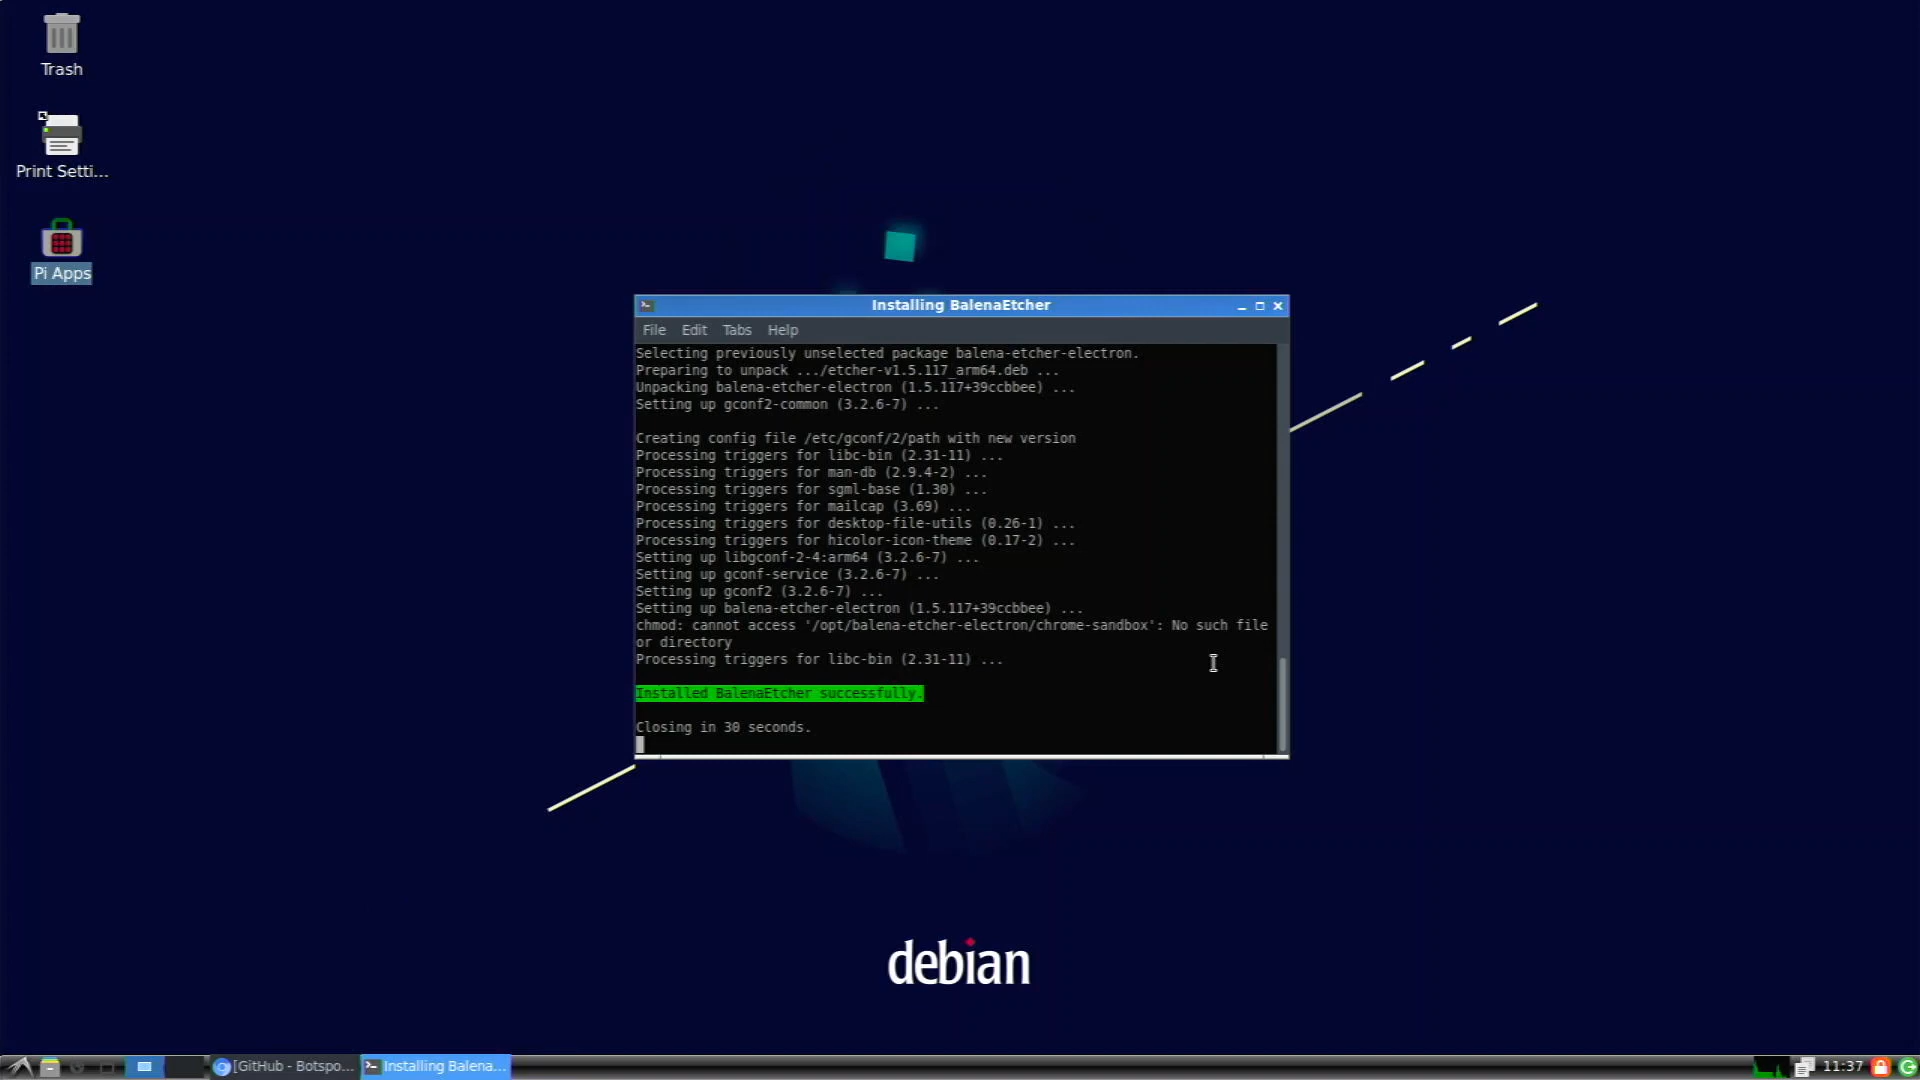 Trash
Print Setti...
Pi Apps
Installing BalenaEtcher
File Edit Tabs Help
Selecting previously unselected package balena-etcher-electron.
Preparing to unpack .../etcher-v1.5.117_arm64.deb ...
Unpacking balena-etcher-electron (1.5.117+39ccbbee) ...
Setting up gconf2-common (3.2.6-7) ...
Creating config file /etc/gconf/2/path with new version
Processing triggers for libc-bin (2.31-11) ...
Processing triggers for man-db (2.9.4-2) ...
Processing triggers for sgml-base (1.30) ...
Processing triggers for mailcap (3.69) ...
Processing triggers for desktop-file-utils (0.26-1) ...
Processing triggers for hicolor-icon-theme (0.17-2) ...
Setting up libgconf-2-4:arm64 (3.2.6-7) ...
Setting up gconf-service (3.2.6-7) ...
Setting up gconf2 (3.2.6-7) ...
Setting up balena-etcher-electron (1.5.117+39ccbbee) ...
chmod: cannot access '/opt/balena-etcher-electron/chrome-sandbox': No such file
or directory
Processing triggers for libc-bin (2.31-11) ...
Installed BalenaEtcher successfully.
Closing in 30 seconds.
debian
[GitHub - Botspo... Installing Balena... 11:37